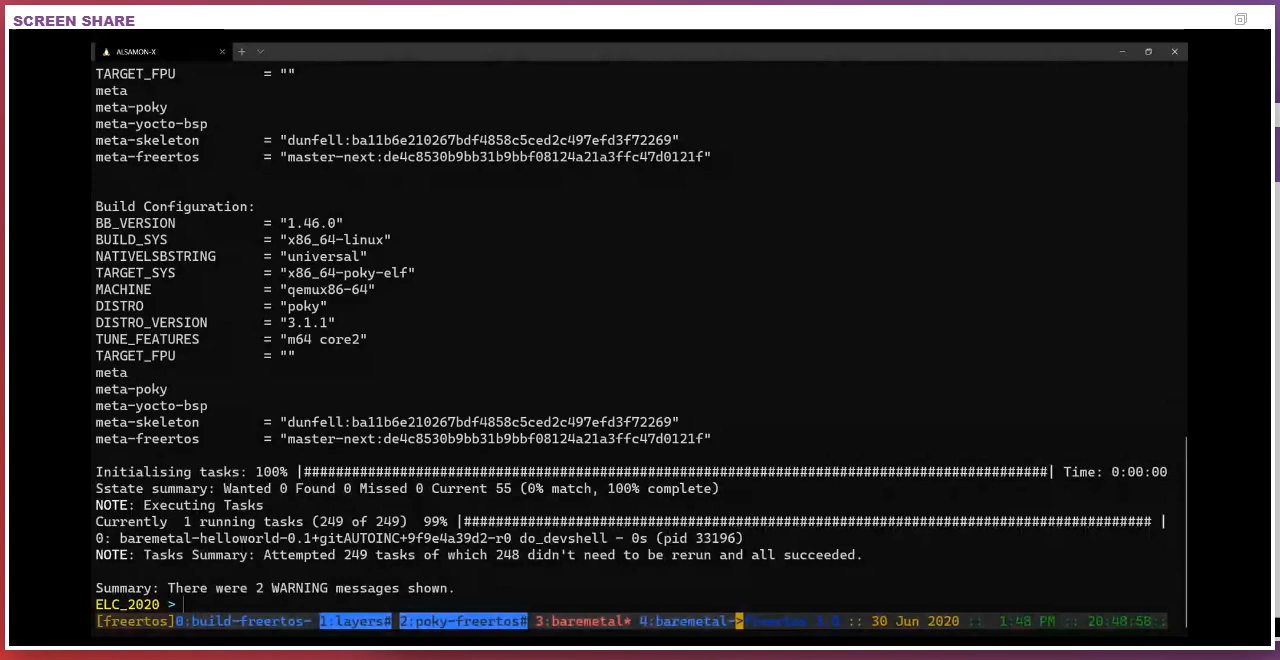 SCREEN SHARE
ALSAMON-X
TARGET_FPU = ""
meta
meta-poky
meta-yocto-bsp
meta-skeleton = "dunfell:ba11b6e210267bdf4858c5ced2c497efd3f72269"
meta-freertos = "master-next:de4c8530b9bb31b9bbf08124a21a3ffc47d0121f"
Build Configuration:
BB_VERSION = "1.46.0"
BUILD_SYS = "x86_64-linux"
NATIVELSBSTRING = "universal"
TARGET_SYS = "x86_64-poky-elf"
MACHINE = "qemux86-64"
DISTRO = "poky"
DISTRO_VERSION = "3.1.1"
TUNE_FEATURES = "m64 core2"
TARGET_FPU = ""
meta
meta-poky
meta-yocto-bsp
meta-skeleton = "dunfell:ba11b6e210267bdf4858c5ced2c497efd3f72269"
meta-freertos = "master-next:de4c8530b9bb31b9bbf08124a21a3ffc47d0121f"
Initialising tasks: 100% |#############################################################################################| Time: 0:00:00
Sstate summary: Wanted 0 Found 0 Missed 0 Current 55 (0% match, 100% complete)
NOTE: Executing Tasks
Currently 1 running tasks (249 of 249) 99% |###################################################################################### |
0: baremetal-helloworld-0.1+gitAUTOINC+9f9e4a39d2-r0 do_devshell - 0s (pid 33196)
NOTE: Tasks Summary: Attempted 249 tasks of which 248 didn't need to be rerun and all succeeded.
Summary: There were 2 WARNING messages shown.
ELC_2020 >
[freertos]0:build-freertos- 1:layers# 2:poky-freertos# 3:baremetal* 4:baremetal-> :: 30 Jun 2020 :: 1:48 PM :: 20:48:58 ::